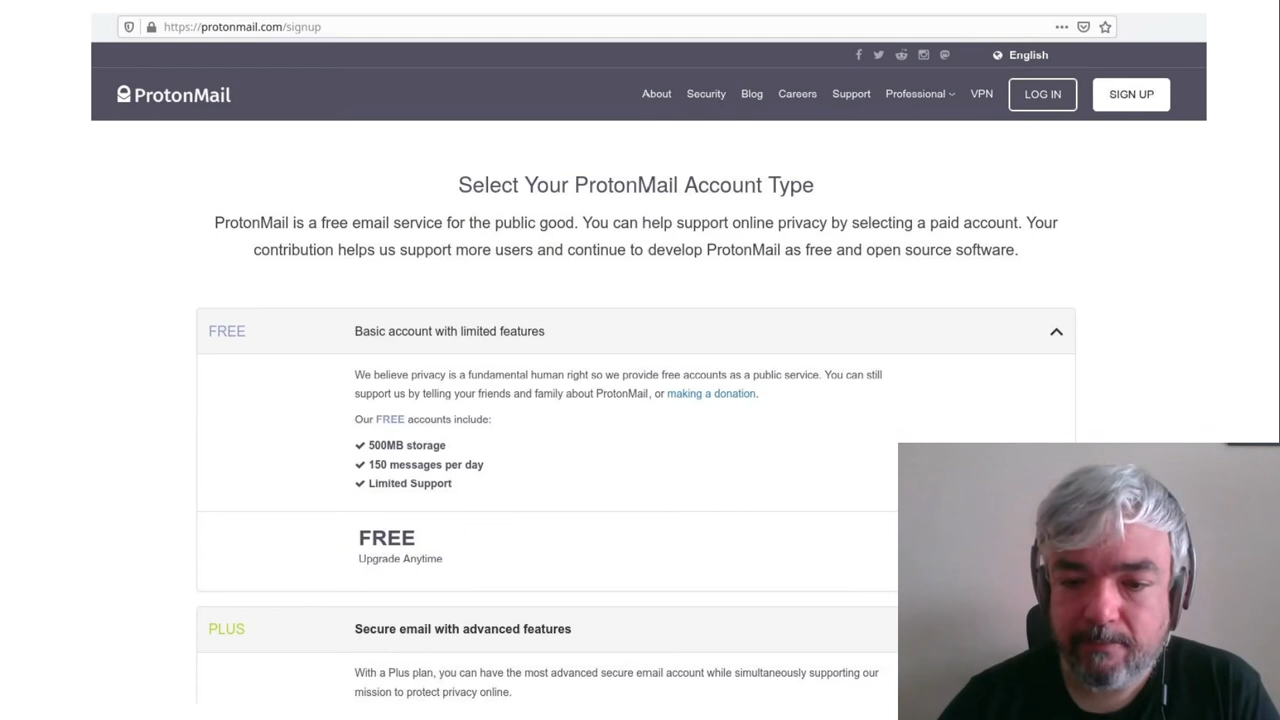 https://protonmail.com/signup
English
ProtonMail
About Security Blog Careers Support Professional VPN LOG IN SIGN UP
Select Your ProtonMail Account Type
ProtonMail is a free email service for the public good. You can help support online privacy by selecting a paid account. Your
contribution helps us support more users and continue to develop ProtonMail as free and open source software.
FREE Basic account with limited features
We believe privacy is a fundamental human right so we provide free accounts as a public service. You can still
support us by telling your friends and family about ProtonMail, or making a donation.
Our FREE accounts include:
500MB storage
150 messages per day
Limited Support
FREE
Upgrade Anytime
PLUS Secure email with advanced features
With a Plus plan, you can have the most advanced secure email account while simultaneously supporting our
mission to protect privacy online.